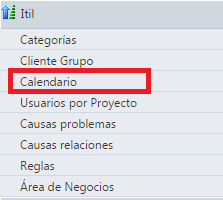 Itil
Categorías
Cliente Grupo
Calendario
Usuarios por Proyecto
Causas problemas
Causas relaciones
Reglas
Área de Negocios